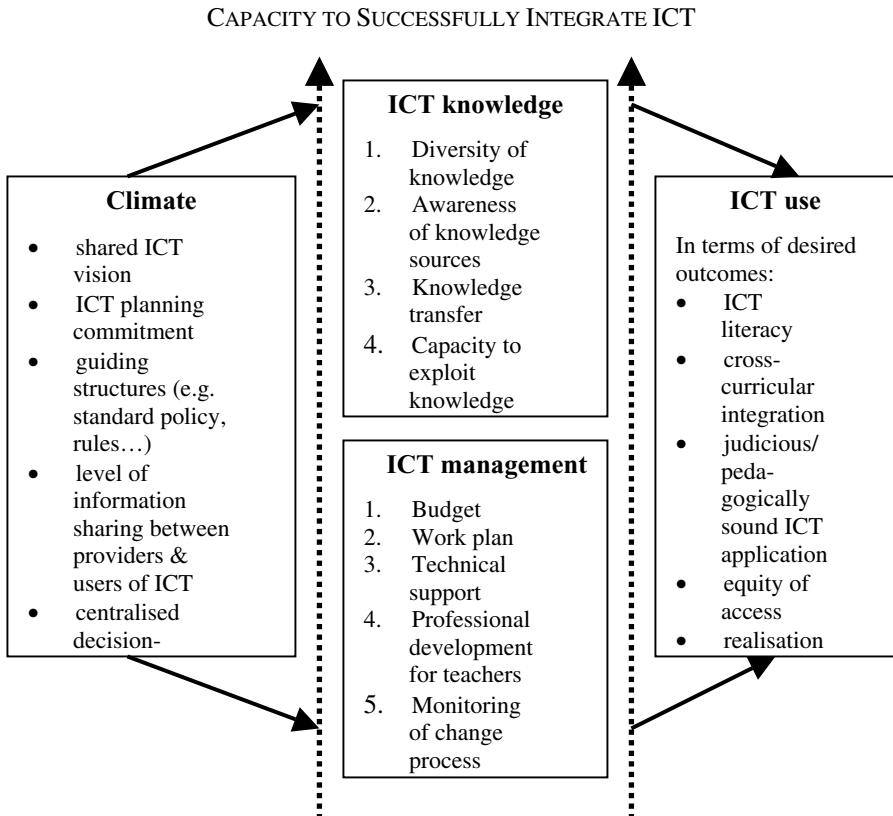 CAPACITY TO SUCCESSFULLY INTEGRATE ICT
Climate
• shared ICT
vision
• ICT planning
commitment
• guiding
structures (e.g.
standard policy,
rules…)
• level of
information
sharing between
providers &
users of ICT
• centralised
decision-
ICT knowledge
1. Diversity of
knowledge
2. Awareness
of knowledge
sources
3. Knowledge
transfer
4. Capacity to
exploit
knowledge
ICT management
1. Budget
2. Work plan
3. Technical
support
4. Professional
development
for teachers
5. Monitoring
of change
process
ICT use
In terms of desired
outcomes:
• ICT
literacy
• cross-
curricular
integration
• judicious/
peda-
gogically
sound ICT
application
• equity of
access
• realisation